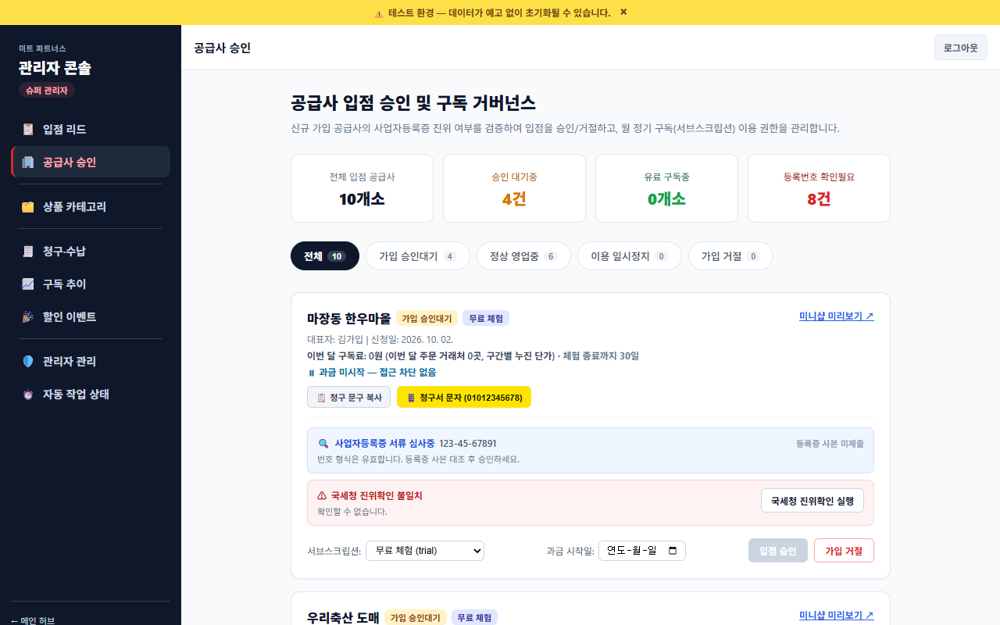 ⚠️ 테스트 환경 — 데이터가 예고 없이 초기화될 수 있습니다. ✕
미트 파트너스
관리자 콘솔
슈퍼 관리자
입점 리드
공급사 승인
상품 카테고리
청구·수납
구독 추이
할인 이벤트
관리자 관리
자동 작업 상태
← 메인 허브
공급사 승인
로그아웃
공급사 입점 승인 및 구독 거버넌스
신규 가입 공급사의 사업자등록증 진위 여부를 검증하여 입점을 승인/거절하고, 월 정기 구독(서브스크립션) 이용 권한을 관리합니다.
전체 입점 공급사
10개소
승인 대기중
4건
유료 구독중
0개소
등록번호 확인필요
8건
전체 10 가입 승인대기 4 정상 영업중 6 이용 일시정지 0 가입 거절 0
마장동 한우마을 가입 승인대기 무료 체험 미니샵 미리보기 ↗
대표자: 김가입 | 신청일: 2026. 10. 02.
이번 달 구독료: 0원 (이번 달 주문 거래처 0곳, 구간별 누진 단가) · 체험 종료까지 30일
⏸ 과금 미시작 — 접근 차단 없음
청구 문구 복사 청구서 문자 (01012345678)
사업자등록증 서류 심사중 123-45-67891 등록증 사본 미제출
번호 형식은 유효합니다. 등록증 사본 대조 후 승인하세요.
⚠ 국세청 진위확인 불일치 국세청 진위확인 실행
확인할 수 없습니다.
서브스크립션: 무료 체험 (trial) 과금 시작일: 연도-월-일 입점 승인 가입 거절
우리축산 도매 가입 승인대기 무료 체험 미니샵 미리보기 ↗